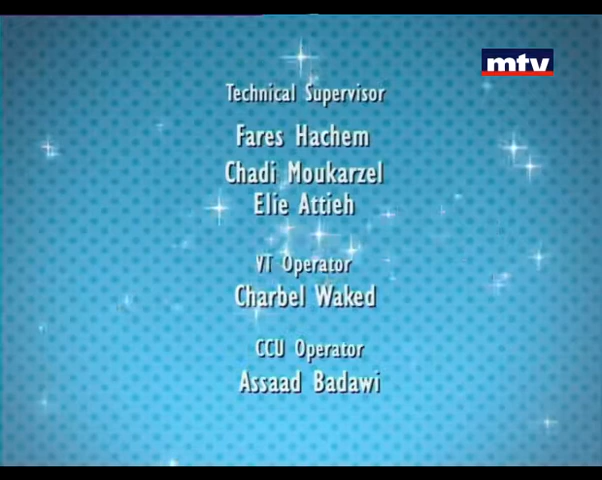 mtv
Technical Supervisor
Fares Hachem
Chadi Moukarzel
Elie Attieh
VT Operator
Charbel Waked
CCU Operator
Assaad Badawi